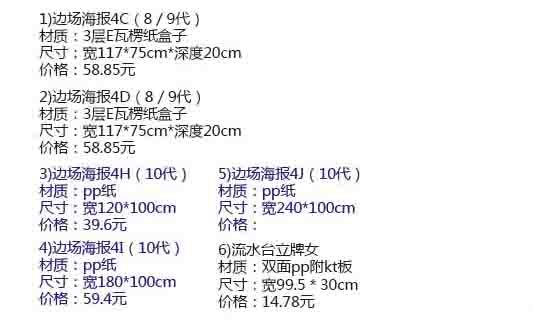 1)边场海报4C（8 / 9代）
材质：3层E瓦楞纸盒子
尺寸；宽117*75cm*深度20cm
价格：58.85元
2)边场海报4D（8 / 9代）
材质：3层E瓦楞纸盒子
尺寸：宽117*75cm*深度20cm
价格：58.85元
3)边场海报4H（10代）
材质：pp纸
尺寸：宽120*100cm
价格：39.6元
4)边场海报4I（10代）
材质：pp纸
尺寸：宽180*100cm
价格：59.4元
5)边场海报4J（10代）
材质：pp纸
尺寸：宽240*100cm
价格：
6)流水台立牌女
材质：双面pp附kt板
尺寸：宽99.5 * 30cm
价格：14.78元